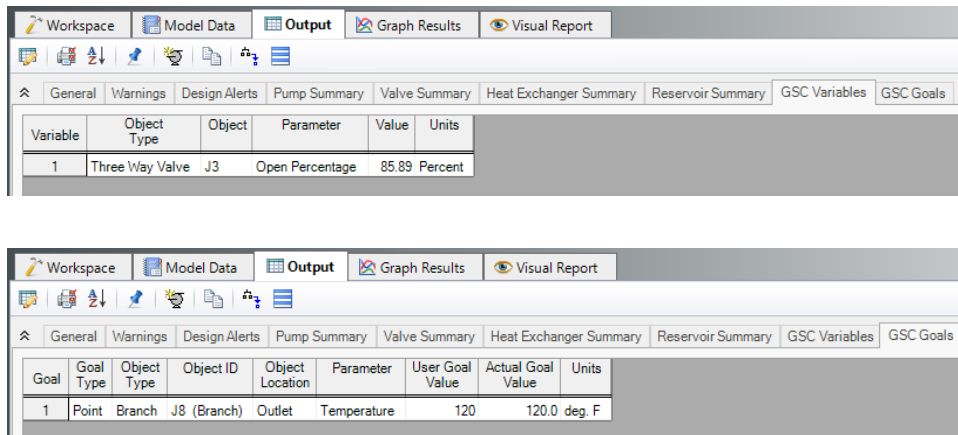 Workspace Model Data Output Graph Results Visual Report
General Warnings Design Alerts Pump Summary Valve Summary Heat Exchanger Summary Reservoir Summary GSC Variables GSC Goals
Variable Object Type Object Parameter Value Units
1 Three Way Valve J3 Open Percentage 85.89 Percent
Workspace Model Data Output Graph Results Visual Report
General Warnings Design Alerts Pump Summary Valve Summary Heat Exchanger Summary Reservoir Summary GSC Variables GSC Goals
Goal Goal Type Object Type Object ID Object Location Parameter User Goal Value Actual Goal Value Units
1 Point Branch J8 (Branch) Outlet Temperature 120 120.0 deg. F